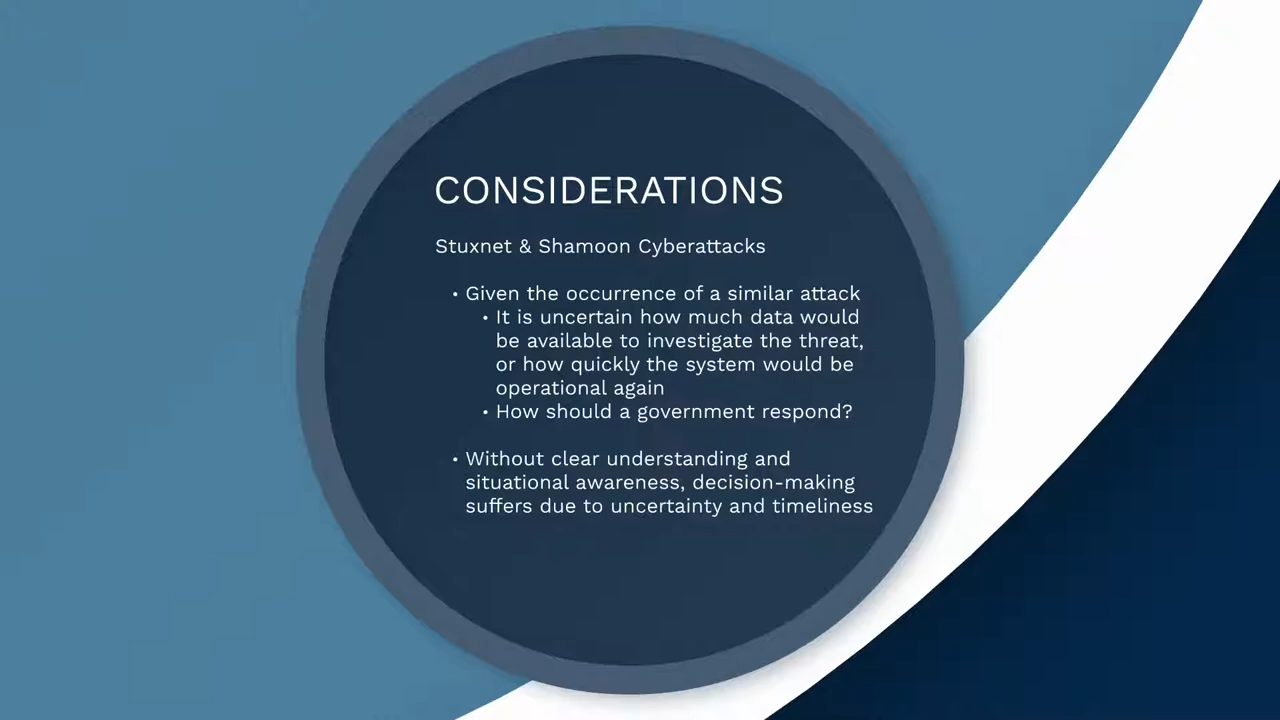 CONSIDERATIONS
Stuxnet & Shamoon Cyberattacks
• Given the occurrence of a similar attack
• It is uncertain how much data would
be available to investigate the threat,
or how quickly the system would be
operational again
• How should a government respond?
• Without clear understanding and
situational awareness, decision-making
suffers due to uncertainty and timeliness